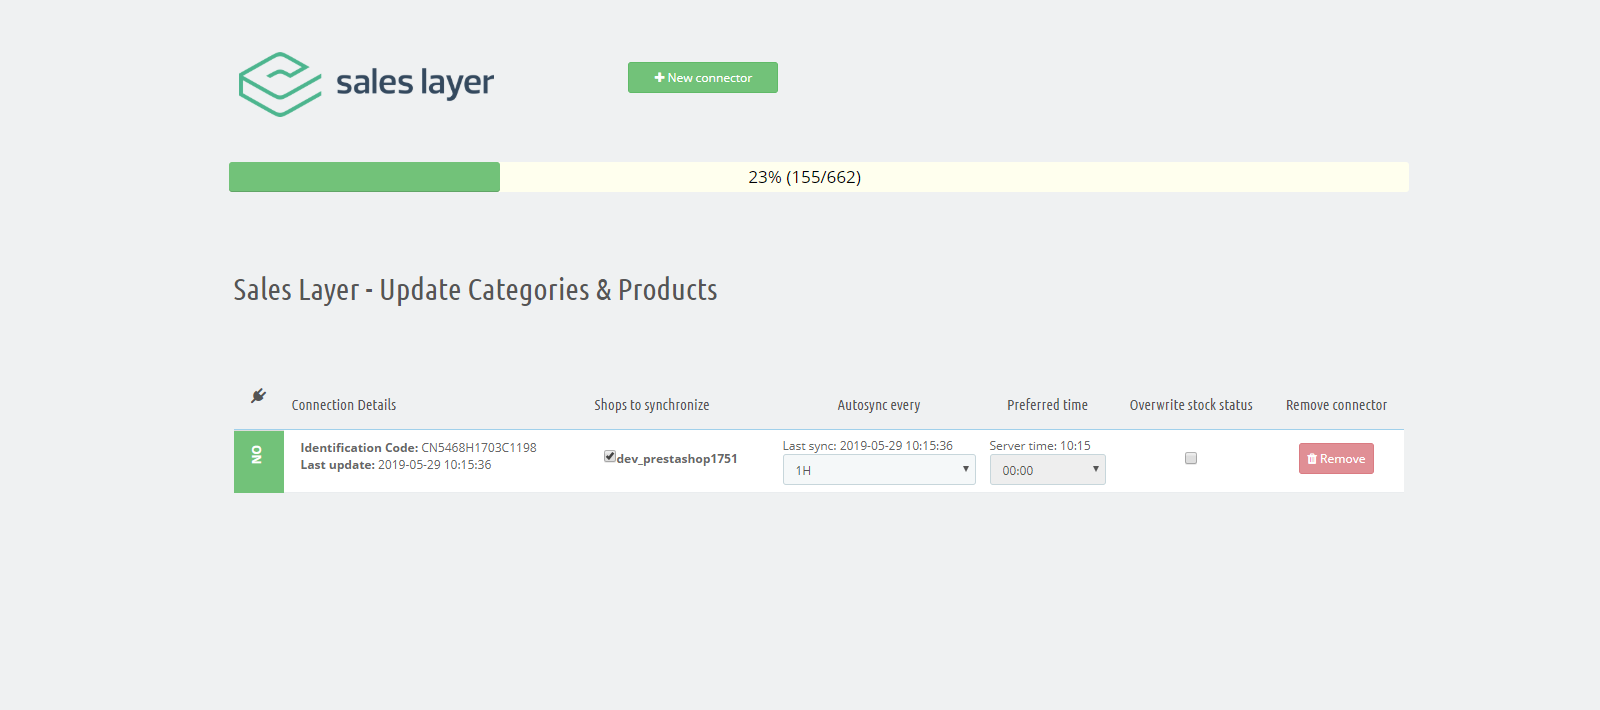 sales layer
New connector
23% (155/662)
Sales Layer - Update Categories & Products
Connection Details Shops to synchronize Autosync every Preferred time Overwrite stock status Remove connector
ON
Identification Code: CN5468H1703C1198
Last update: 2019-05-29 10:15:36
dev_prestashop1751
Last sync: 2019-05-29 10:15:36
1H
Server time: 10:15
00:00
Remove